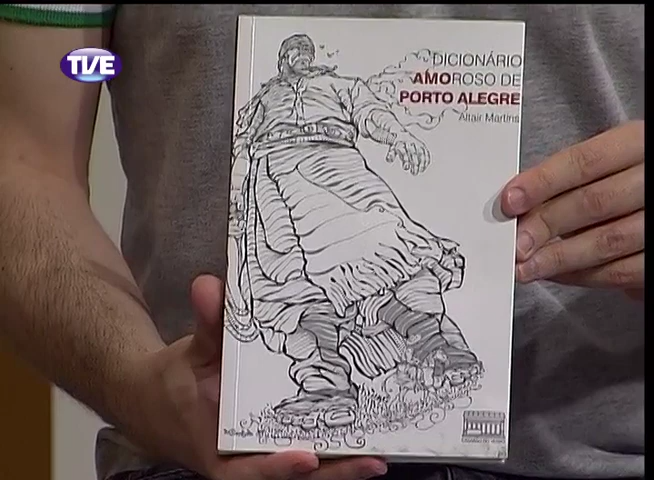 TVE
DICIONÁRIO
AMOROSO DE
PORTO ALEGRE
Altair Martins